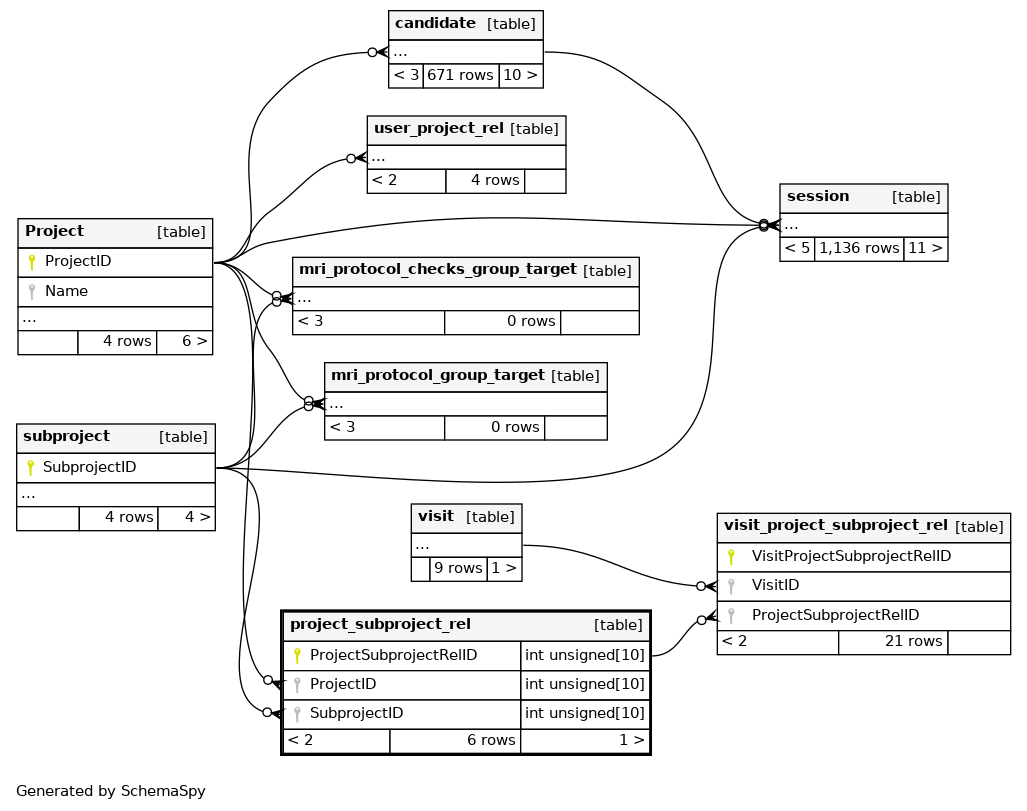 candidate [table]
...
< 3 671 rows 10 >
user_project_rel [table]
...
< 2 4 rows
session [table]
...
< 5 1,136 rows 11 >
Project [table]
ProjectID
Name
...
4 rows 6 >
mri_protocol_checks_group_target [table]
...
< 3 0 rows
mri_protocol_group_target [table]
...
< 3 0 rows
subproject [table]
SubprojectID
...
4 rows 4 >
visit [table]
...
9 rows 1 >
visit_project_subproject_rel [table]
VisitProjectSubprojectRelID
VisitID
ProjectSubprojectRelID
< 2 21 rows
project_subproject_rel [table]
ProjectSubprojectRelID int unsigned[10]
ProjectID int unsigned[10]
SubprojectID int unsigned[10]
< 2 6 rows 1 >
Generated by SchemaSpy